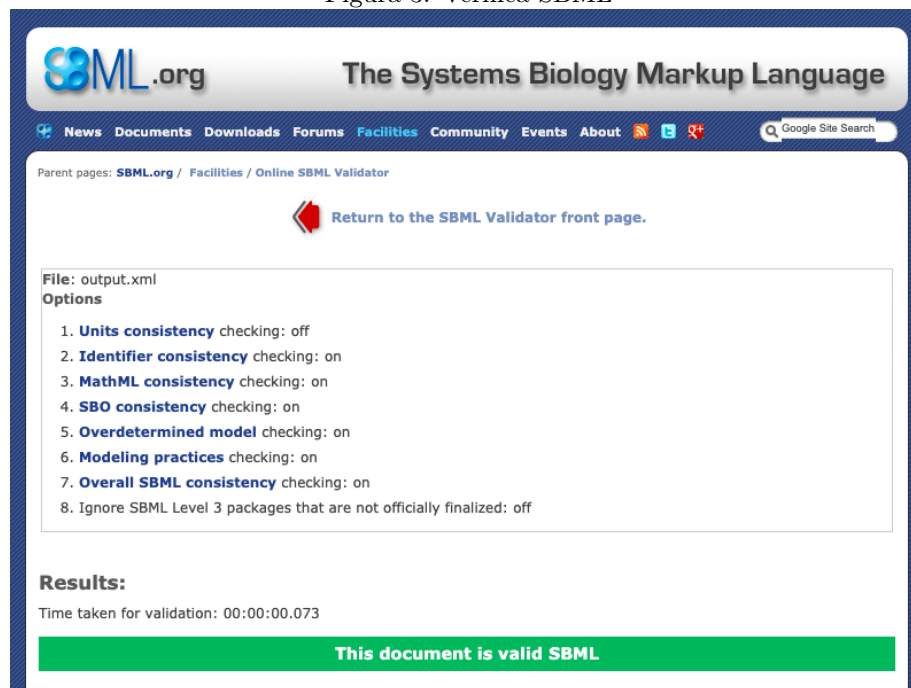 Figura 3: Verifica SBML
SBML.org
The Systems Biology Markup Language
News Documents Downloads Forums Facilities Community Events About
Google Site Search
Parent pages: SBML.org / Facilities / Online SBML Validator
Return to the SBML Validator front page.
File: output.xml
Options
1. Units consistency checking: off
2. Identifier consistency checking: on
3. MathML consistency checking: on
4. SBO consistency checking: on
5. Overdetermined model checking: on
6. Modeling practices checking: on
7. Overall SBML consistency checking: on
8. Ignore SBML Level 3 packages that are not officially finalized: off
Results:
Time taken for validation: 00:00:00.073
This document is valid SBML